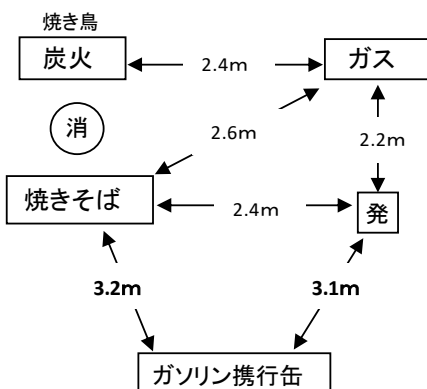 焼き鳥
炭火
2.4m
ガス
消
2.6m
2.2m
焼きそば
2.4m
発
3.2m
3.1m
ガソリン携行缶